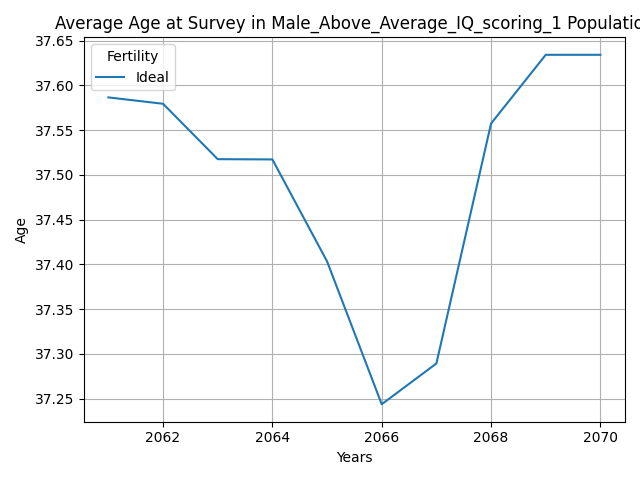 Average Age at Survey in Male_Above_Average_IQ_scoring_1 Populatio
37.65
37.60
37.55
37.50
37.45
37.40
37.35
37.30
37.25
Age
Fertility
Ideal
2062 2064 2066 2068 2070
Years